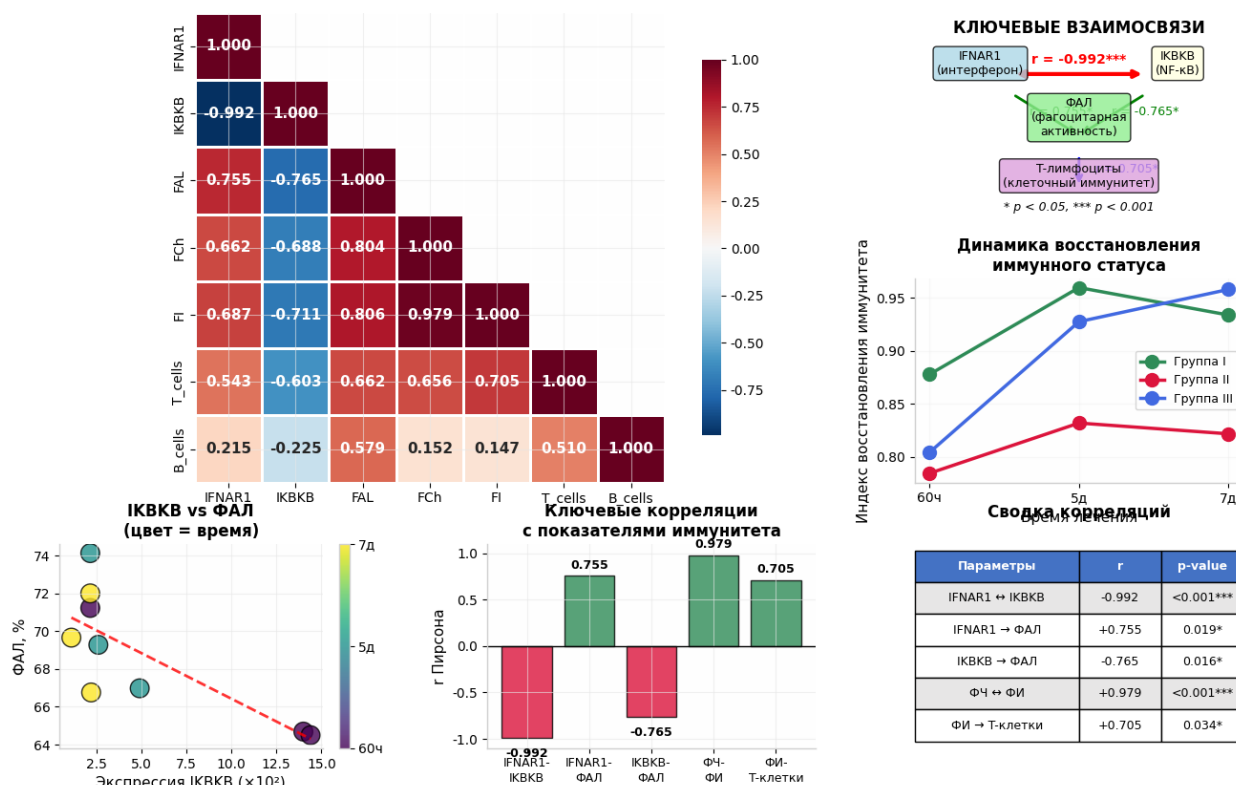 IFNAR1
1.000
IKBKB
-0.992
1.000
FAL
0.755
-0.765
1.000
FCh
0.662
-0.688
0.804
1.000
FI
0.687
-0.711
0.806
0.979
1.000
T_cells
0.543
-0.603
0.662
0.656
0.705
1.000
B_cells
0.215
-0.225
0.579
0.152
0.147
0.510
1.000
IFNAR1
IKBKB
FAL
FCh
FI
T_cells
B_cells
1.00
0.75
0.50
0.25
0.00
-0.25
-0.50
-0.75
КЛЮЧЕВЫЕ ВЗАИМОСВЯЗИ
IFNAR1
(интерферон)
r = -0.992***
IKBKB
(NF-κB)
ФАЛ
(фагоцитарная
активность)
-0.765*
Т-лимфоциты
(клеточный иммунитет)
0.705*
* p < 0.05, *** p < 0.001
Динамика восстановления
иммунного статуса
Индекс восстановления иммунитета
0.95
0.90
0.85
0.80
Группа I
Группа II
Группа III
60ч
5д
7д
Время лечения
IKBKB vs ФАЛ
(цвет = время)
ФАЛ, %
74
72
70
68
66
64
2.5
5.0
7.5
10.0
12.5
15.0
Экспрессия IKBKB (×10²)
7д
5д
60ч
Ключевые корреляции
с показателями иммунитета
r Пирсона
1.0
0.5
0.0
-0.5
-1.0
-0.992
0.755
-0.765
0.979
0.705
IFNAR1-
IKBKB
IFNAR1-
ФАЛ
IKBKB-
ФАЛ
ФЧ-
ФИ
ФИ-
Т-клетки
Сводка корреляций
Параметры r p-value
IFNAR1 ↔ IKBKB -0.992 <0.001***
IFNAR1 → ФАЛ +0.755 0.019*
IKBKB → ФАЛ -0.765 0.016*
ФЧ ↔ ФИ +0.979 <0.001***
ФИ → Т-клетки +0.705 0.034*